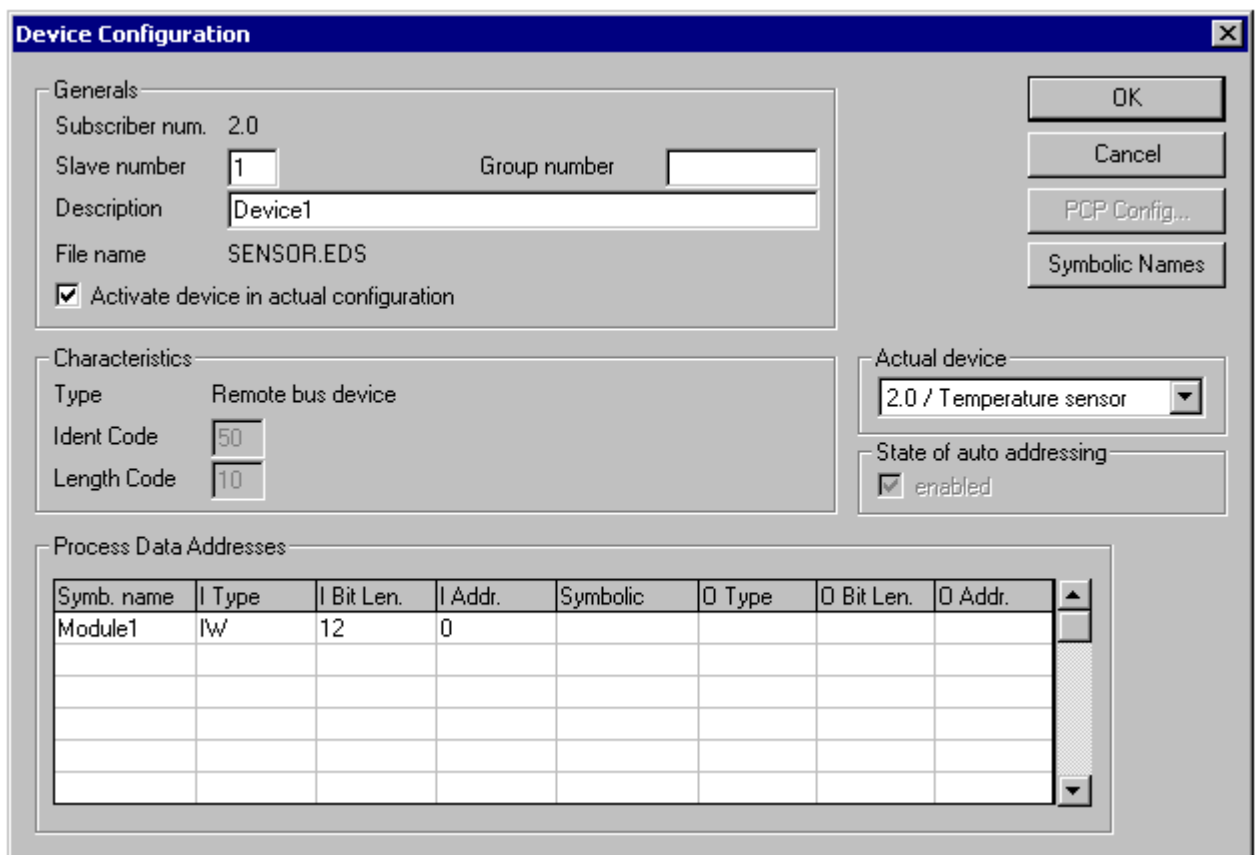 Device Configuration
Generals
Subscriber num. 2.0
Slave number 1 Group number
Description Device1
File name SENSOR.EDS
Activate device in actual configuration
OK
Cancel
PCP Config...
Symbolic Names
Characteristics
Type Remote bus device
Ident Code 50
Length Code 10
Actual device
2.0 / Temperature sensor
State of auto addressing
enabled
Process Data Addresses
Symb. name I Type I Bit Len. I Addr. Symbolic O Type O Bit Len. O Addr.
Module1 IW 12 0